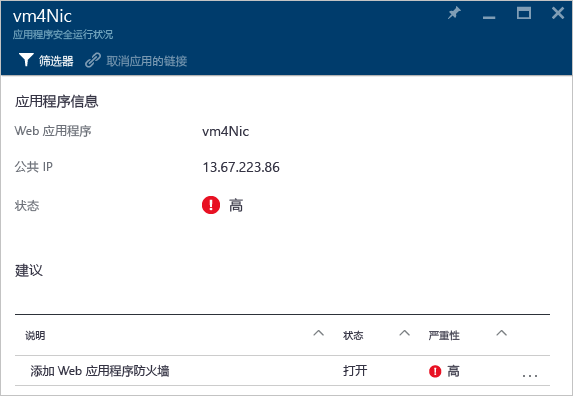 vm4Nic
应用程序安全运行状况
筛选器 取消应用的链接
应用程序信息
Web 应用程序 vm4Nic
公共 IP 13.67.223.86
状态 高
建议
说明 状态 严重性
添加 Web 应用程序防火墙 打开 高 ...